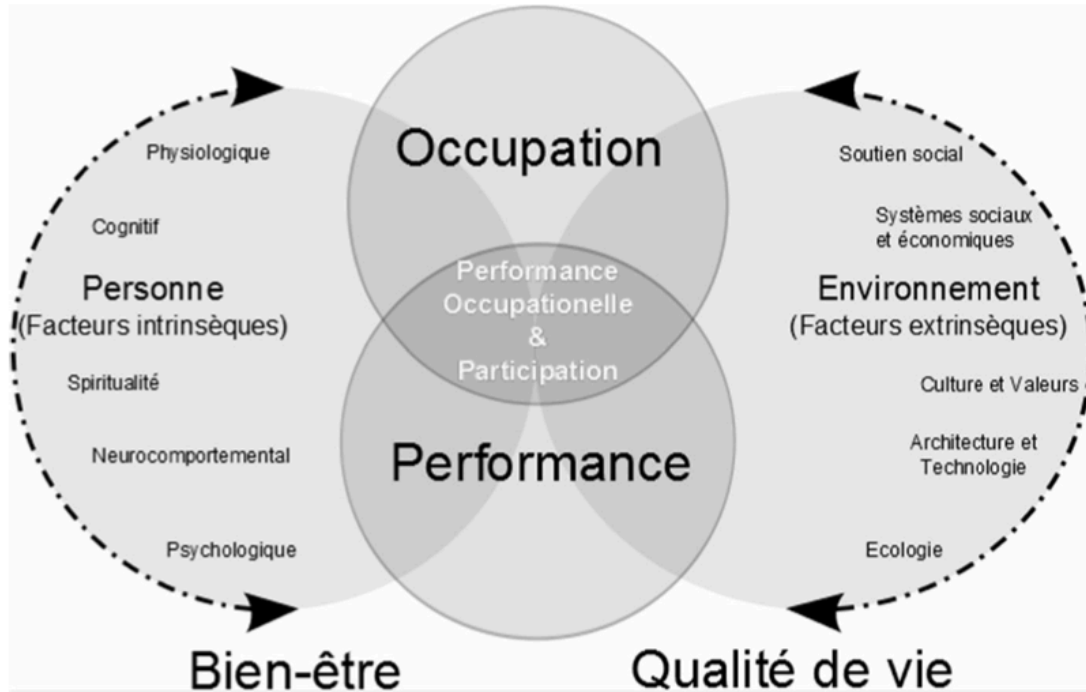 Occupation
Physiologique
Cognitif
Personne
(Facteurs intrinsèques)
Spiritualité
Neurocomportemental
Psychologique
Performance
Occupationelle
&
Participation
Performance
Soutien social
Systèmes sociaux
et économiques
Environnement
(Facteurs extrinsèques)
Culture et Valeurs
Architecture et
Technologie
Ecologie
Bien-être
Qualité de vie